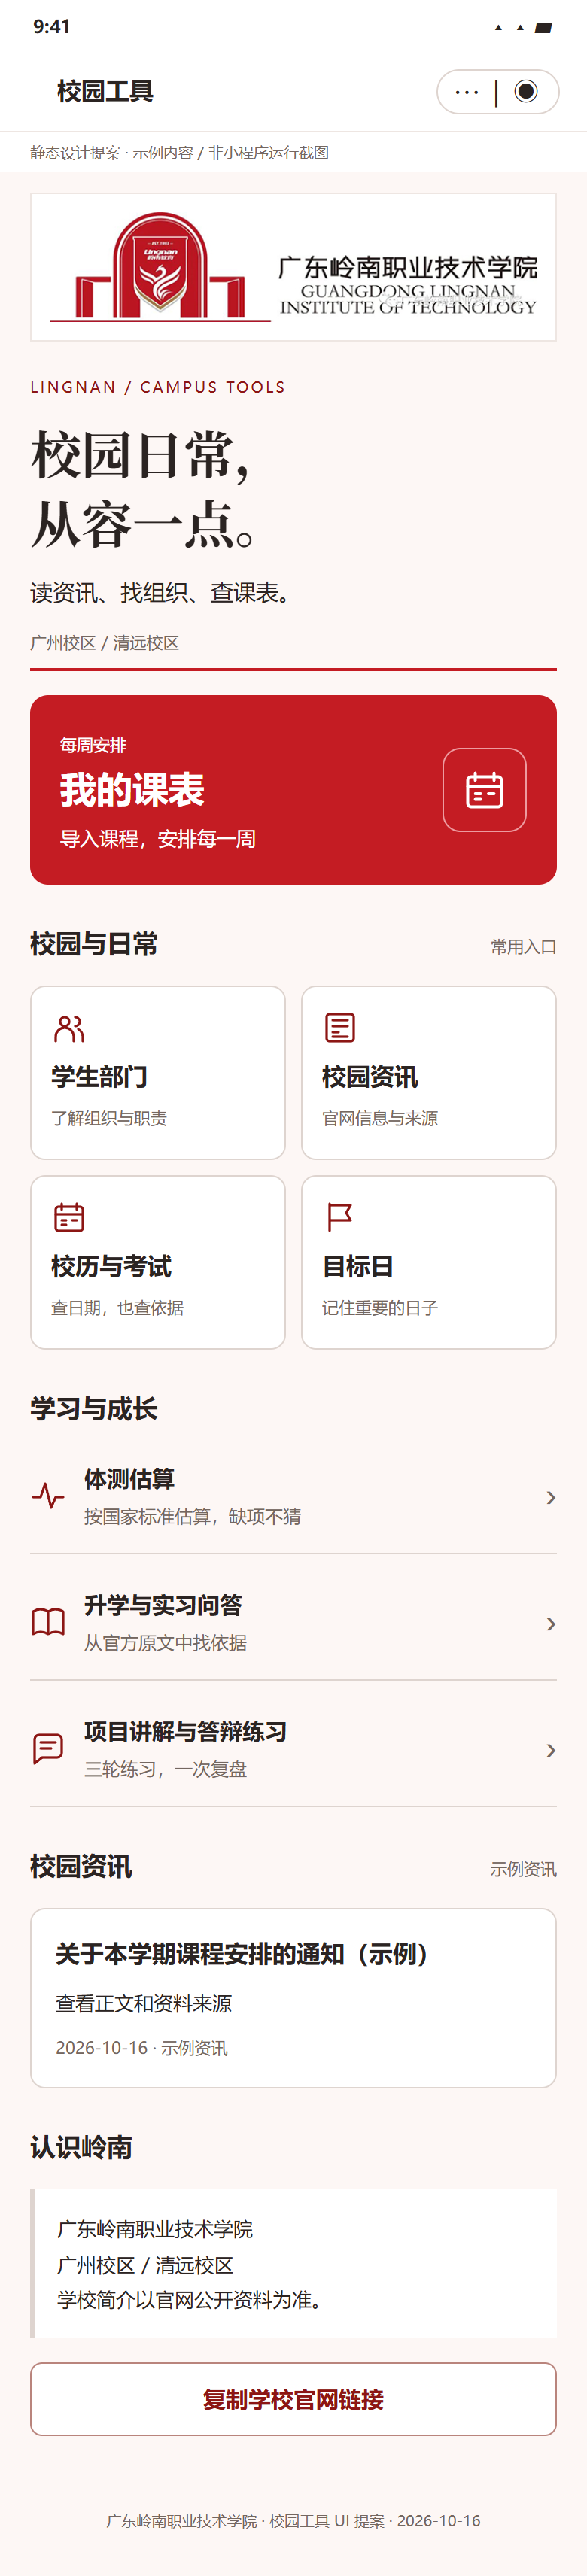 9:41
校园工具
静态设计提案 · 示例内容 / 非小程序运行截图
EST.1993
Lingnan
岭南教育
广东岭南职业技术学院
GUANGDONG LINGNAN
INSTITUTE OF TECHNOLOGY
LINGNAN / CAMPUS TOOLS
校园日常，
从容一点。
读资讯、找组织、查课表。
广州校区 / 清远校区
每周安排
我的课表
导入课程，安排每一周
校园与日常
常用入口
学生部门
了解组织与职责
校园资讯
官网信息与来源
校历与考试
查日期，也查依据
目标日
记住重要的日子
学习与成长
体测估算
按国家标准估算，缺项不猜
升学与实习问答
从官方原文中找依据
项目讲解与答辩练习
三轮练习，一次复盘
校园资讯
示例资讯
关于本学期课程安排的通知（示例）
查看正文和资料来源
2026-10-16 · 示例资讯
认识岭南
广东岭南职业技术学院
广州校区 / 清远校区
学校简介以官网公开资料为准。
复制学校官网链接
广东岭南职业技术学院 · 校园工具 UI 提案 · 2026-10-16